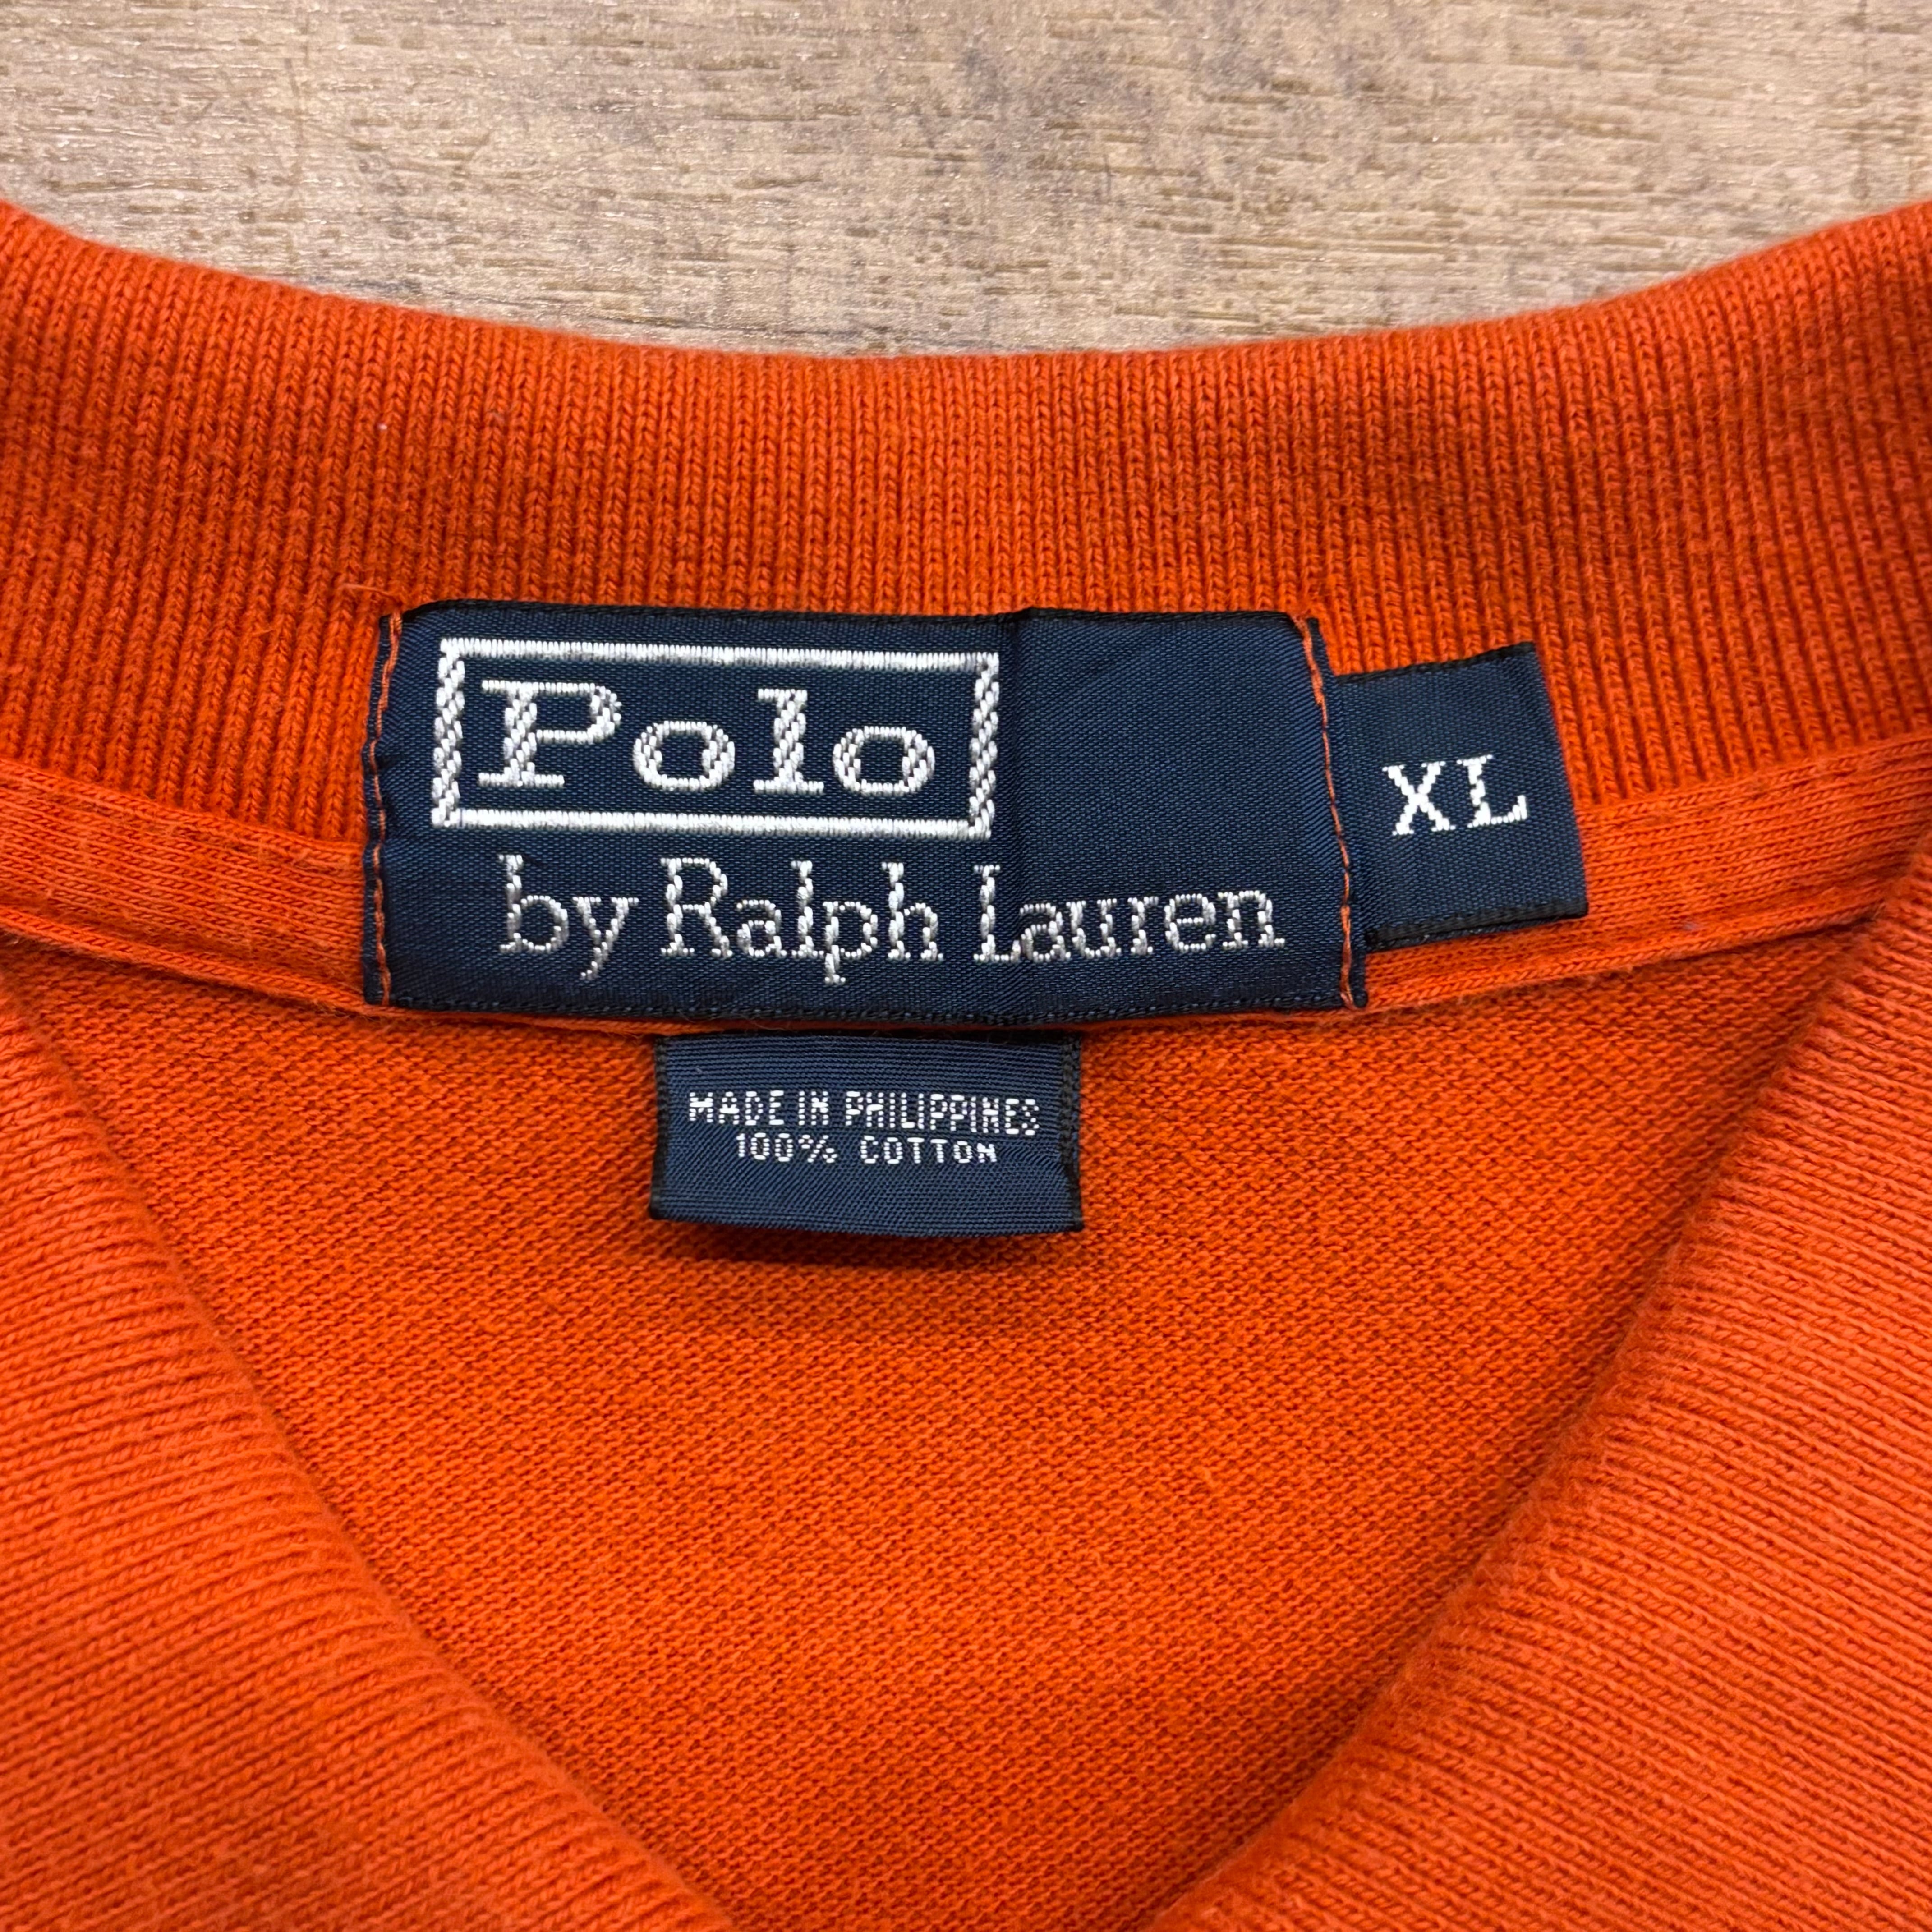 Polo
by Ralph Lauren
XL
MADE IN PHILIPPINES
100% COTTON